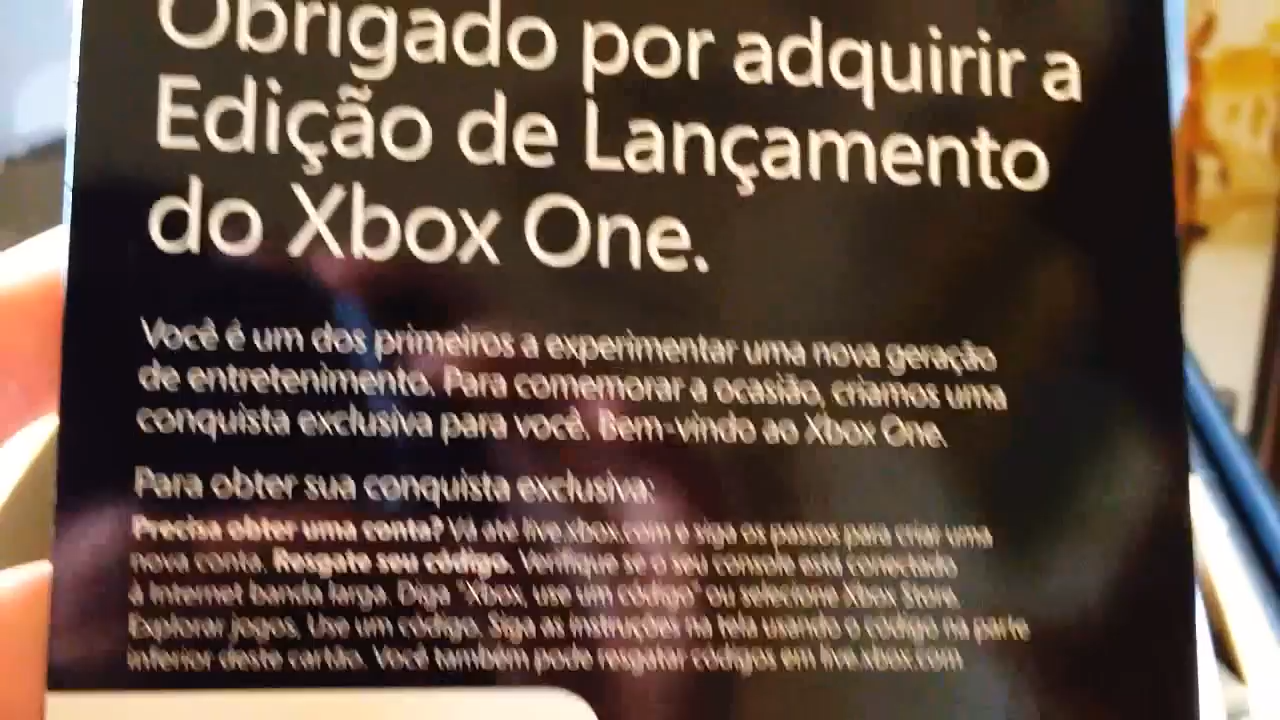 Obrigado por adquirir a
Edição de Lançamento
do Xbox One.
Você é um dos primeiros a experimentar uma nova geração
de entretenimento. Para comemorar a ocasião, criamos uma
conquista exclusiva para você. Bem-vindo ao Xbox One.
Para obter sua conquista exclusiva:
Precisa obter uma conta? Vá até live.xbox.com e siga os passos para criar uma
nova conta. Resgate seu código. Verifique se o seu console está conectado
à Internet banda larga. Diga "Xbox, use um código" ou selecione Xbox Store,
Explorar jogos, Use um código. Siga as instruções na tela usando o código na parte
inferior deste cartão. Você também pode resgatar códigos em live.xbox.com.